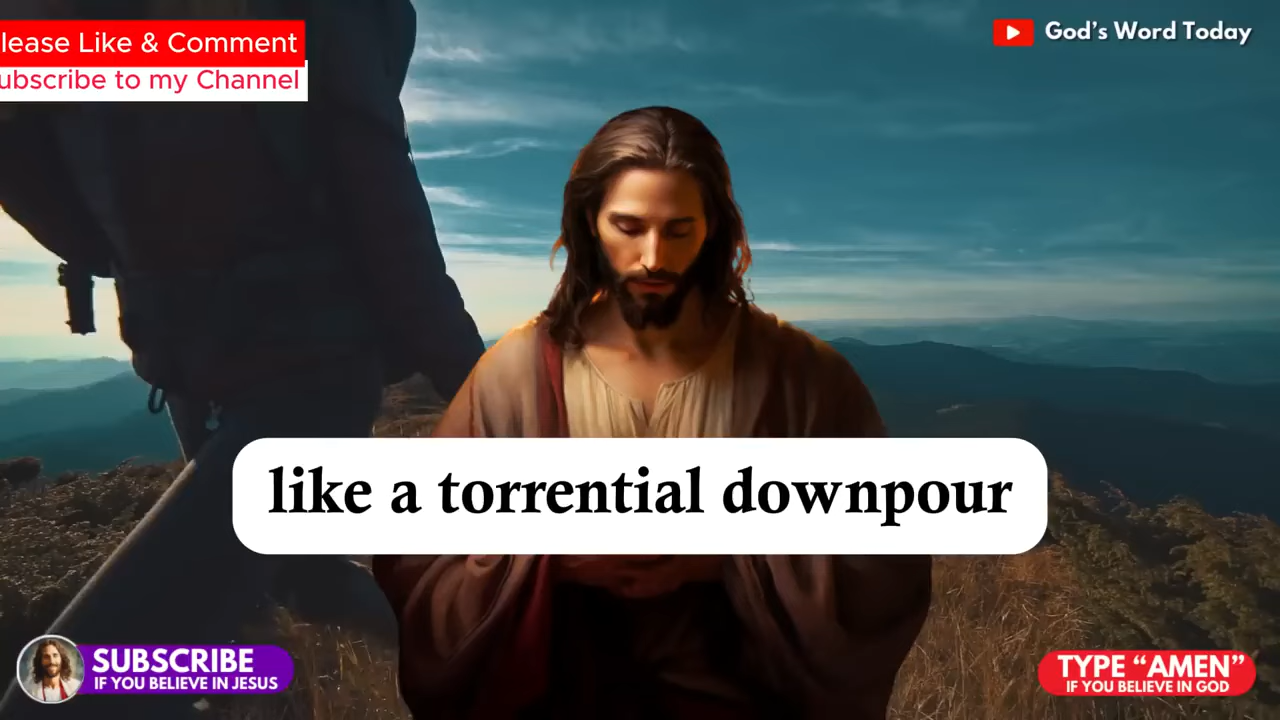 lease Like & Comment
ubscribe to my Channel
God's Word Today
like a torrential downpour
SUBSCRIBE
IF YOU BELIEVE IN JESUS
TYPE “AMEN”
IF YOU BELIEVE IN GOD